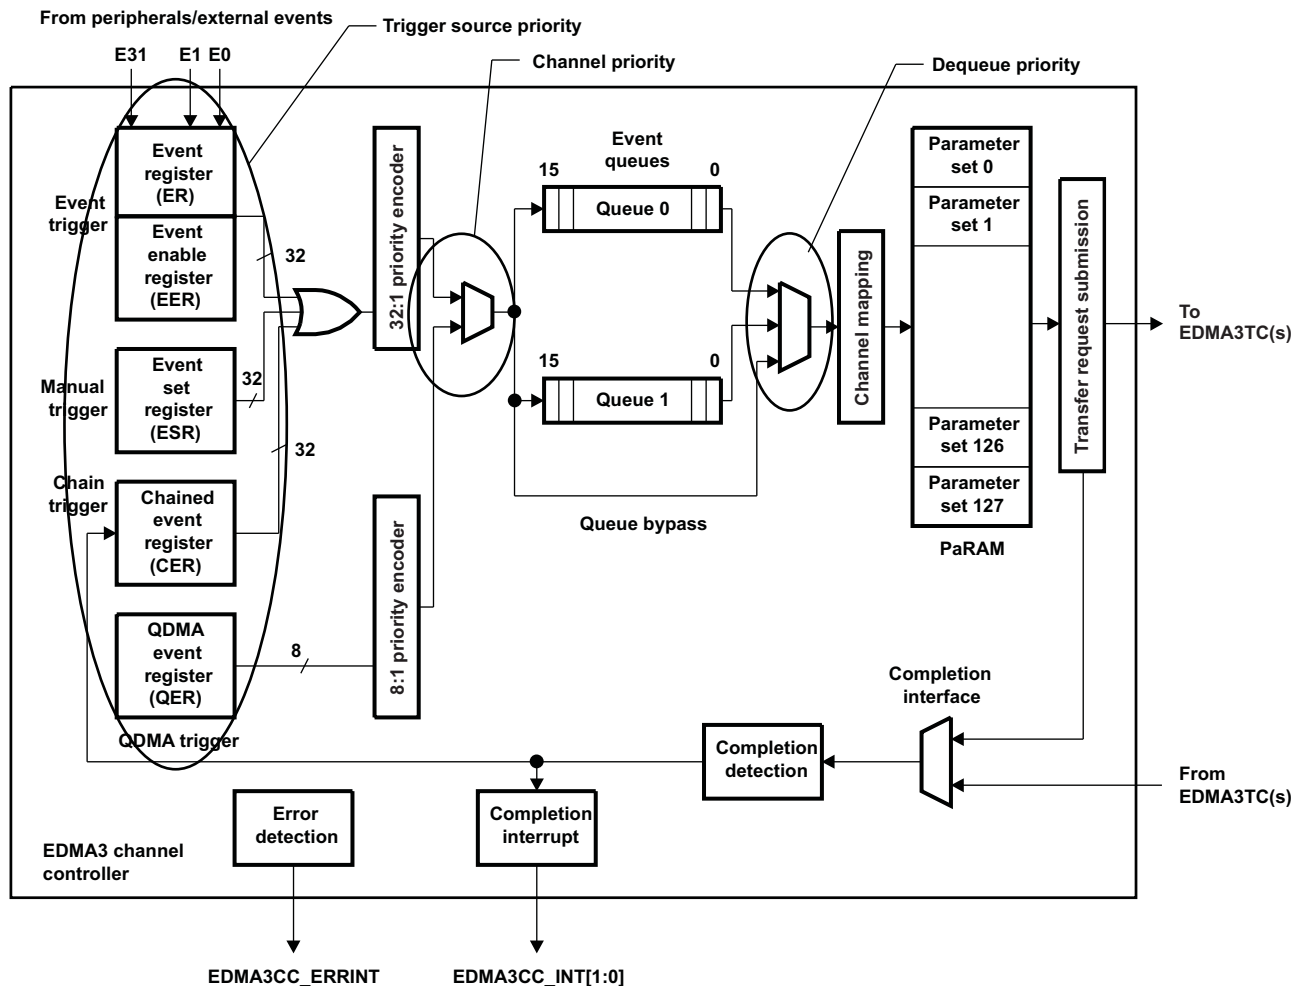 From peripherals/external events
Trigger source priority
Channel priority
Dequeue priority
E31
E1 E0
Event
register
(ER)
Event
trigger
Event
enable
register
(EER)
32
Manual
trigger
Event
set
register
(ESR)
32
32
Chain
trigger
Chained
event
register
(CER)
QDMA
event
register
(QER)
8
QDMA trigger
32:1 priority encoder
8:1 priority encoder
Event
queues
15
0
Queue 0
15
0
Queue 1
Queue bypass
Channel mapping
Parameter
set 0
Parameter
set 1
Parameter
set 126
Parameter
set 127
PaRAM
Transfer request submission
To
EDMA3TC(s)
Completion
interface
From
EDMA3TC(s)
Completion
detection
Error
detection
Completion
interrupt
EDMA3 channel
controller
EDMA3CC_ERRINT
EDMA3CC_INT[1:0]